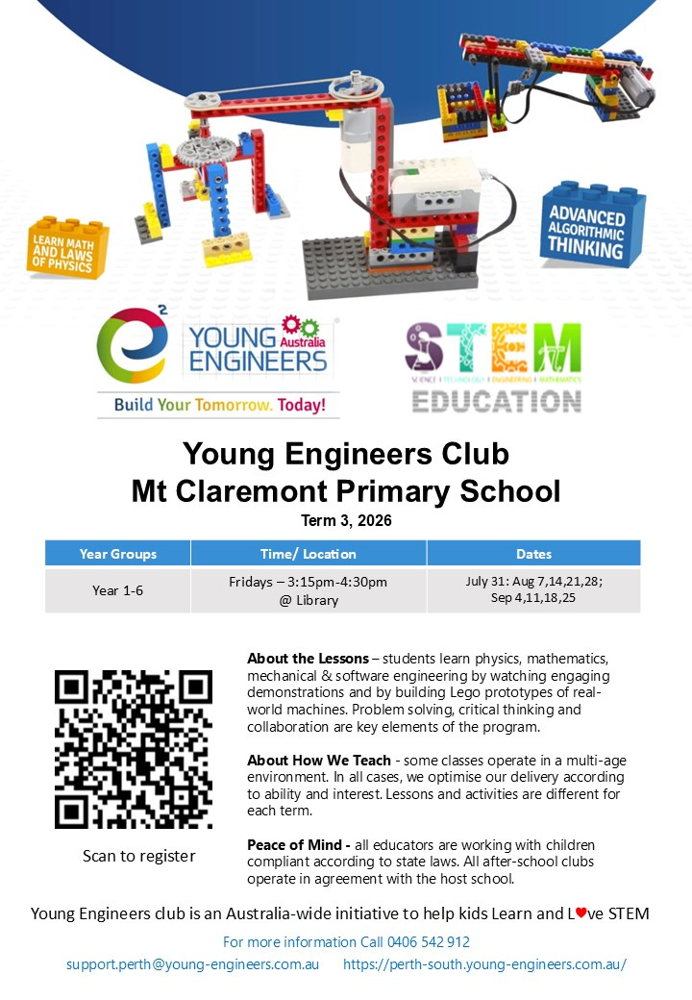 LEARN MATH
AND LAWS
OF PHYSICS
ADVANCED
ALGORITHMIC
THINKING
e2 YOUNG Australia
ENGINEERS
Build Your Tomorrow. Today!
STEM
SCIENCE | TECHNOLOGY | ENGINEERING | MATHEMATICS
EDUCATION
Young Engineers Club
Mt Claremont Primary School
Term 3, 2026
Year Groups Time/ Location Dates
Year 1-6
Fridays – 3:15pm-4:30pm
@ Library
July 31: Aug 7,14,21,28;
Sep 4,11,18,25
About the Lessons – students learn physics, mathematics,
mechanical & software engineering by watching engaging
demonstrations and by building Lego prototypes of real-
world machines. Problem solving, critical thinking and
collaboration are key elements of the program.
About How We Teach - some classes operate in a multi-age
environment. In all cases, we optimise our delivery according
to ability and interest. Lessons and activities are different for
each term.
Peace of Mind - all educators are working with children
compliant according to state laws. All after-school clubs
operate in agreement with the host school.
Scan to register
Young Engineers club is an Australia-wide initiative to help kids Learn and L♥ve STEM
For more information Call 0406 542 912
support.perth@young-engineers.com.au https://perth-south.young-engineers.com.au/